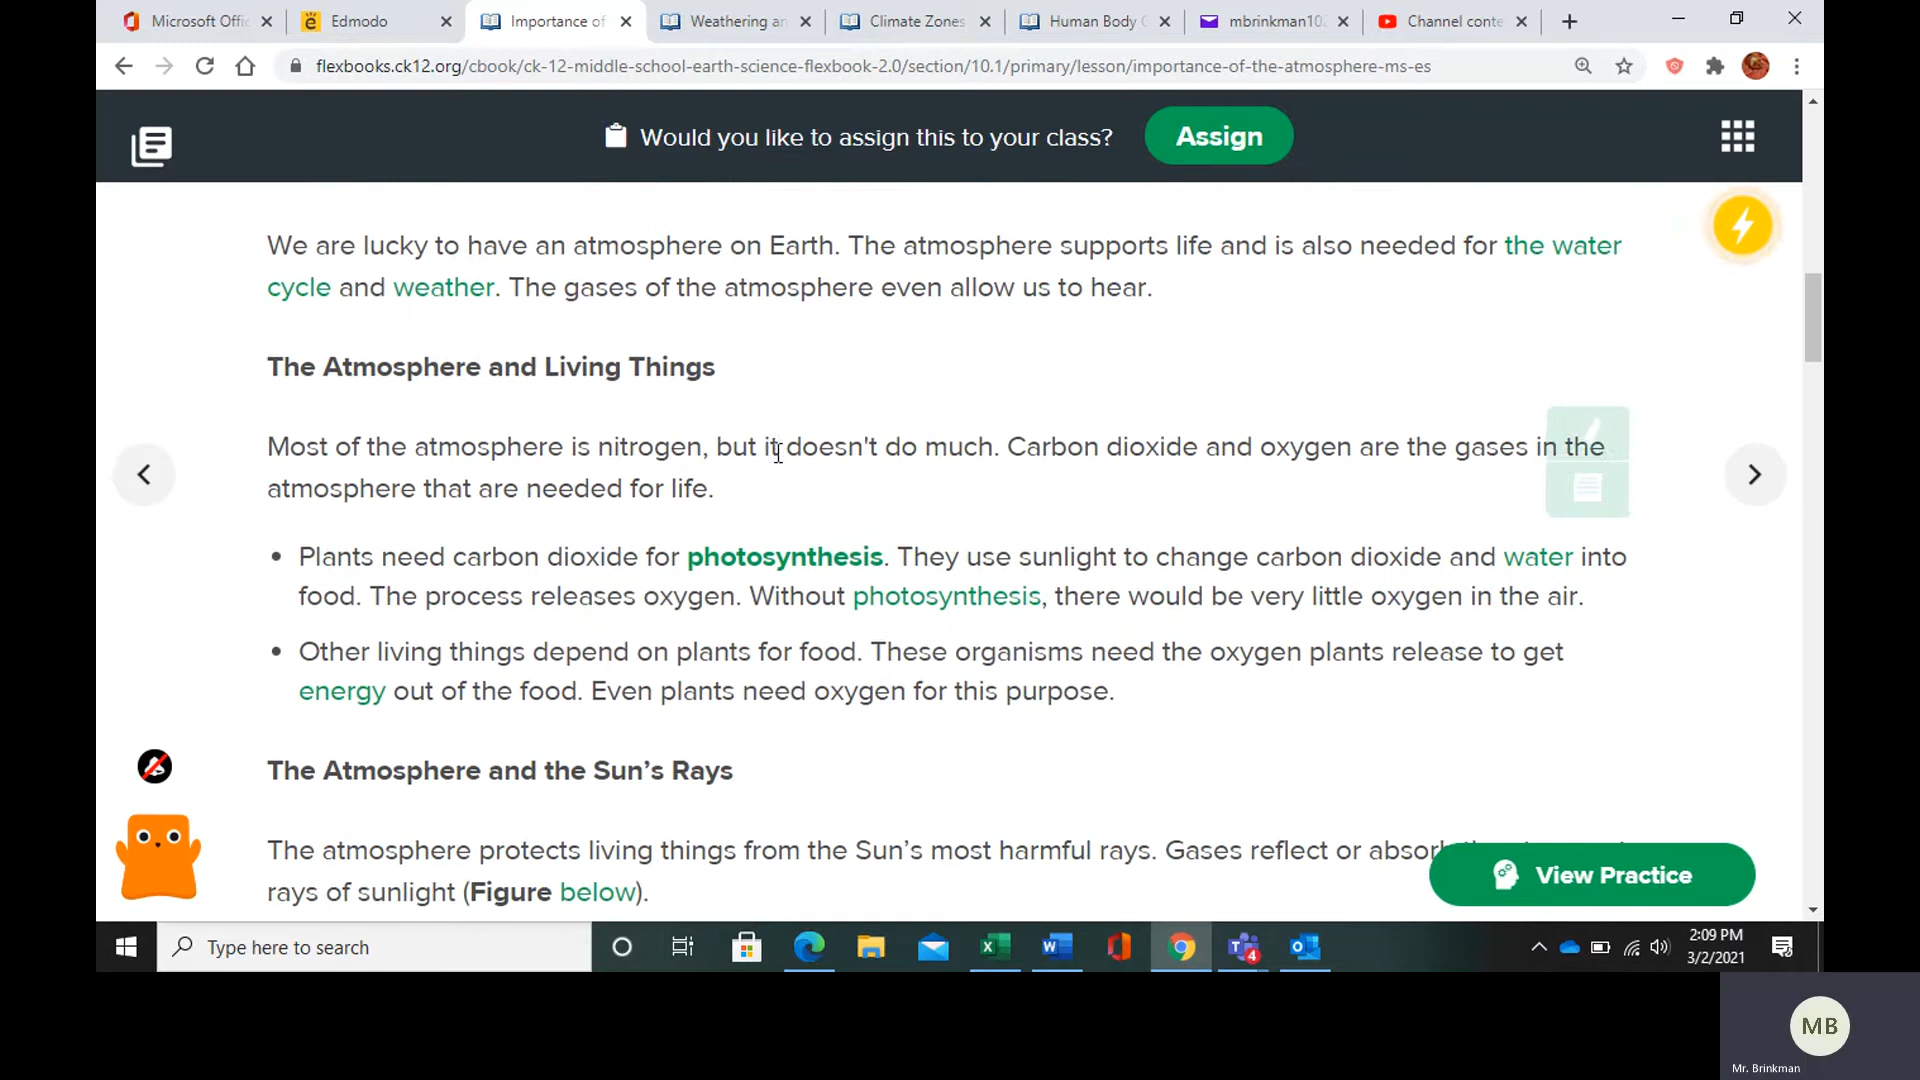 Microsoft Offi
Edmodo
Importance of
Weathering an
Climate Zones
Human Body
mbrinkman10
Channel conte
flexbooks.ck12.org/cbook/ck-12-middle-school-earth-science-flexbook-2.0/section/10.1/primary/lesson/importance-of-the-atmosphere-ms-es
Would you like to assign this to your class?
Assign
We are lucky to have an atmosphere on Earth. The atmosphere supports life and is also needed for the water
cycle and weather. The gases of the atmosphere even allow us to hear.
The Atmosphere and Living Things
Most of the atmosphere is nitrogen, but it doesn't do much. Carbon dioxide and oxygen are the gases in the
atmosphere that are needed for life.
• Plants need carbon dioxide for photosynthesis. They use sunlight to change carbon dioxide and water into
food. The process releases oxygen. Without photosynthesis, there would be very little oxygen in the air.
• Other living things depend on plants for food. These organisms need the oxygen plants release to get
energy out of the food. Even plants need oxygen for this purpose.
The Atmosphere and the Sun’s Rays
The atmosphere protects living things from the Sun’s most harmful rays. Gases reflect or absorb
rays of sunlight (Figure below).
View Practice
Type here to search
4
2:09 PM
3/2/2021
MB
Mr. Brinkman